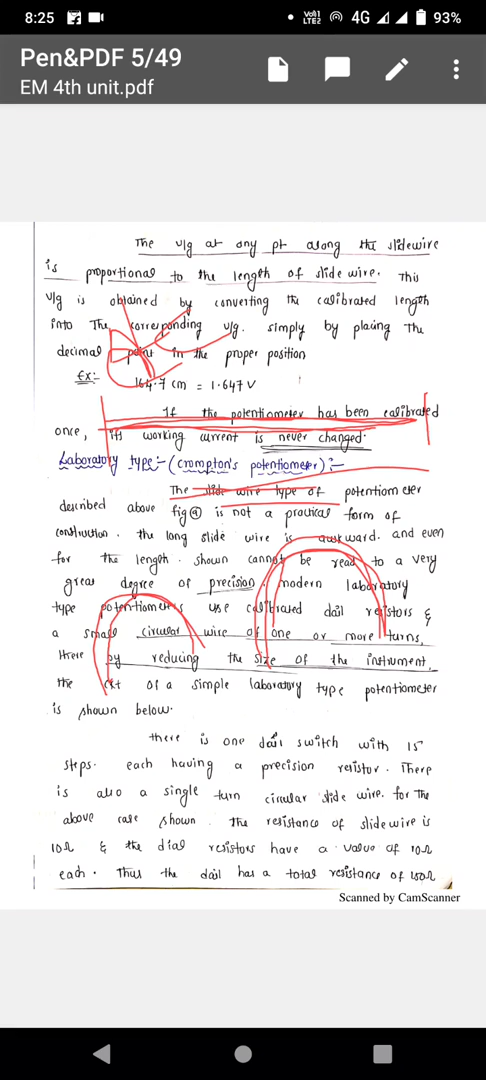 8:25 4G 93%
Pen&PDF 5/49
EM 4th unit.pdf
The v/g at any pt along the slidewire
is proportional to the length of slide wire. This
v/g is obtained by converting the calibrated length
into The corresponding v/g. simply by placing The
decimal point in the proper position
Ex:- 164.7 cm = 1.647 V
If the potentiometer has been calibrated
once, its working current is never changed.
Laboratory type:- (crompton's potentiometer):-
The slide wire type of potentiometer
described above fig ① is not a practical form of
construction. the long slide wire is awkward. and even
for the length. shown cannot be read to a very
great degree of precision. modern laboratory
type potentiometers use calibrated dail resistors &
a small circular wire of one or more turns,
there by reducing the size of the instrument.
the ckt of a simple laboratory type potentiometer
is shown below.
there is one dail switch with 15
steps. each having a precision resistor. There
is also a single turn circular slide wire. for the
above case shown. The resistance of slidewire is
10Ω & the dial resistors have a value of 10Ω
each. Thus the dail has a total resistance of 150Ω
Scanned by CamScanner